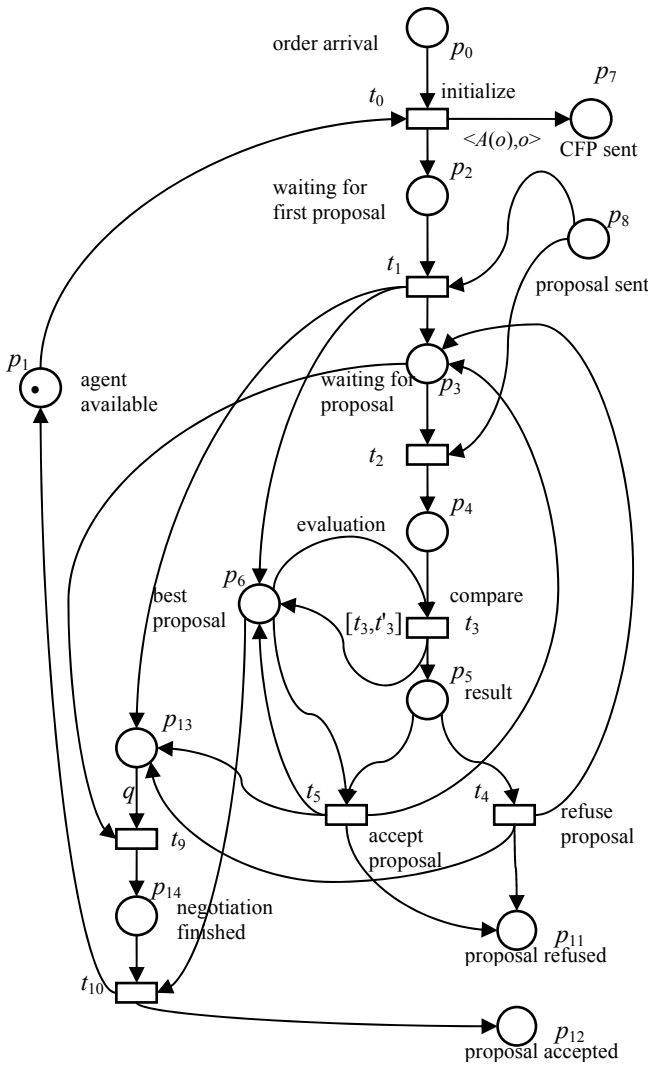 order arrival
p0
p7
t0
initialize
<A(o),o>
CFP sent
p2
waiting for
first proposal
p8
t1
proposal sent
p1
agent
available
waiting for
proposal
p3
t2
p4
evaluation
p6
compare
best
proposal
[t3,t'3]
t3
p5
result
p13
q
t5
t4
refuse
proposal
t9
accept
proposal
p14
negotiation
finished
p11
proposal refused
t10
p12
proposal accepted